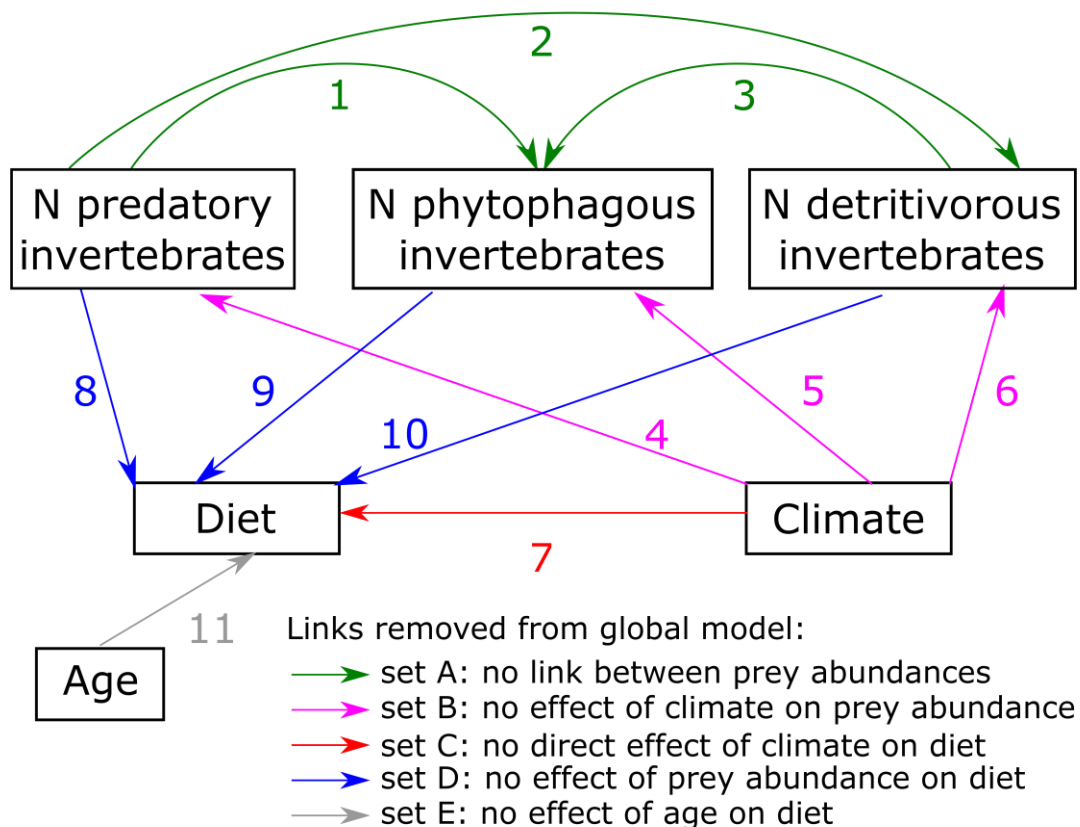 2
1
3
N predatory
invertebrates
N phytophagous
invertebrates
N detritivorous
invertebrates
8
9
10
4
5
6
Diet
Climate
7
11
Age
Links removed from global model:
set A: no link between prey abundances
set B: no effect of climate on prey abundance
set C: no direct effect of climate on diet
set D: no effect of prey abundance on diet
set E: no effect of age on diet